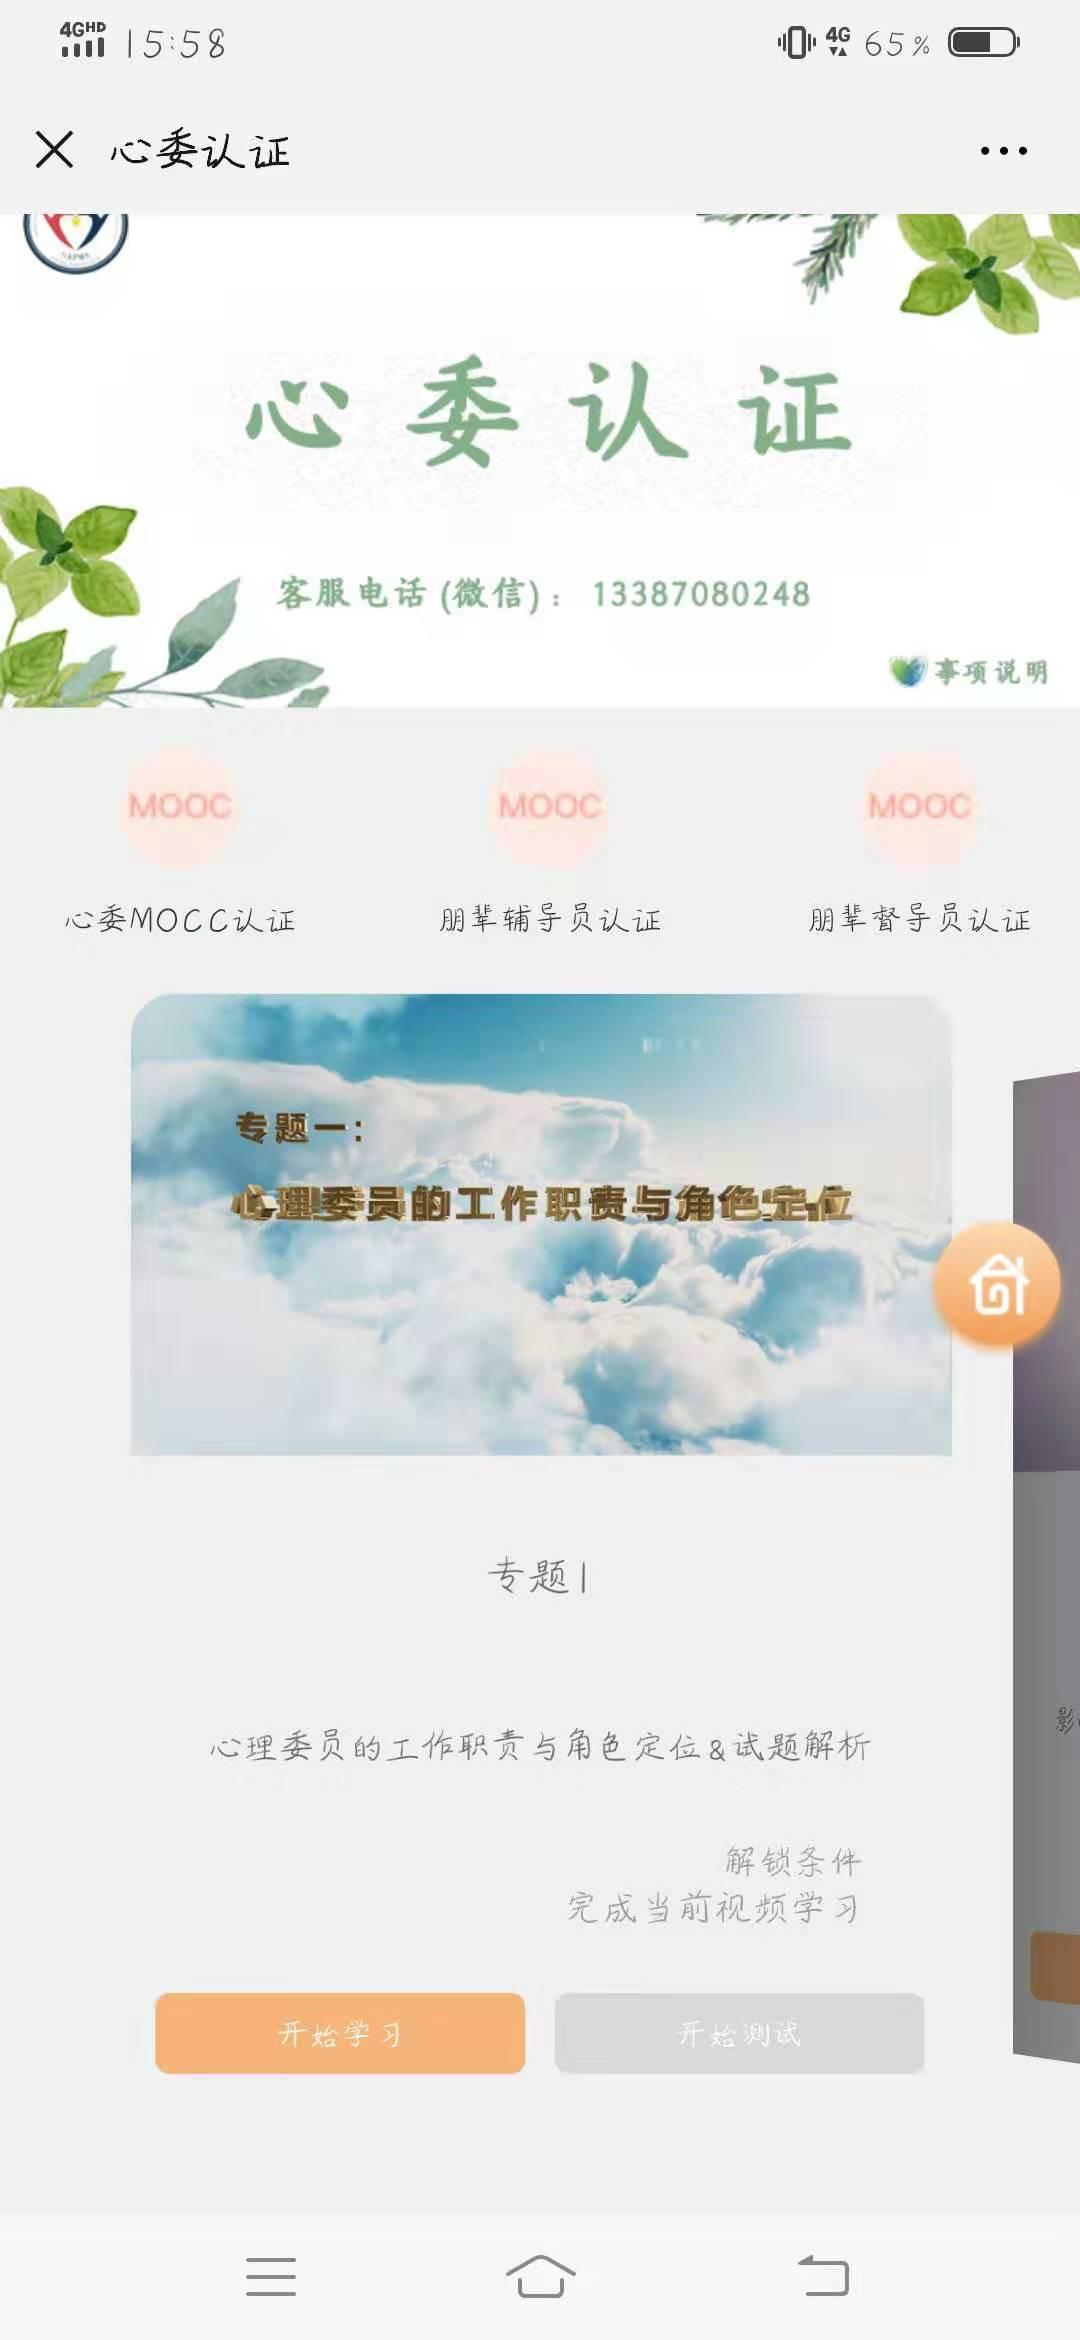 4GHD 15:58 4G 65%
心委认证
心委认证
客服电话(微信)：13387080248
事项说明
MOOC MOOC MOOC
心委MOCC认证 朋辈辅导员认证 朋辈督导员认证
专题一：
心理委员的工作职责与角色定位
专题1
心理委员的工作职责与角色定位&试题解析
影
解锁条件
完成当前视频学习
开始学习 开始测试